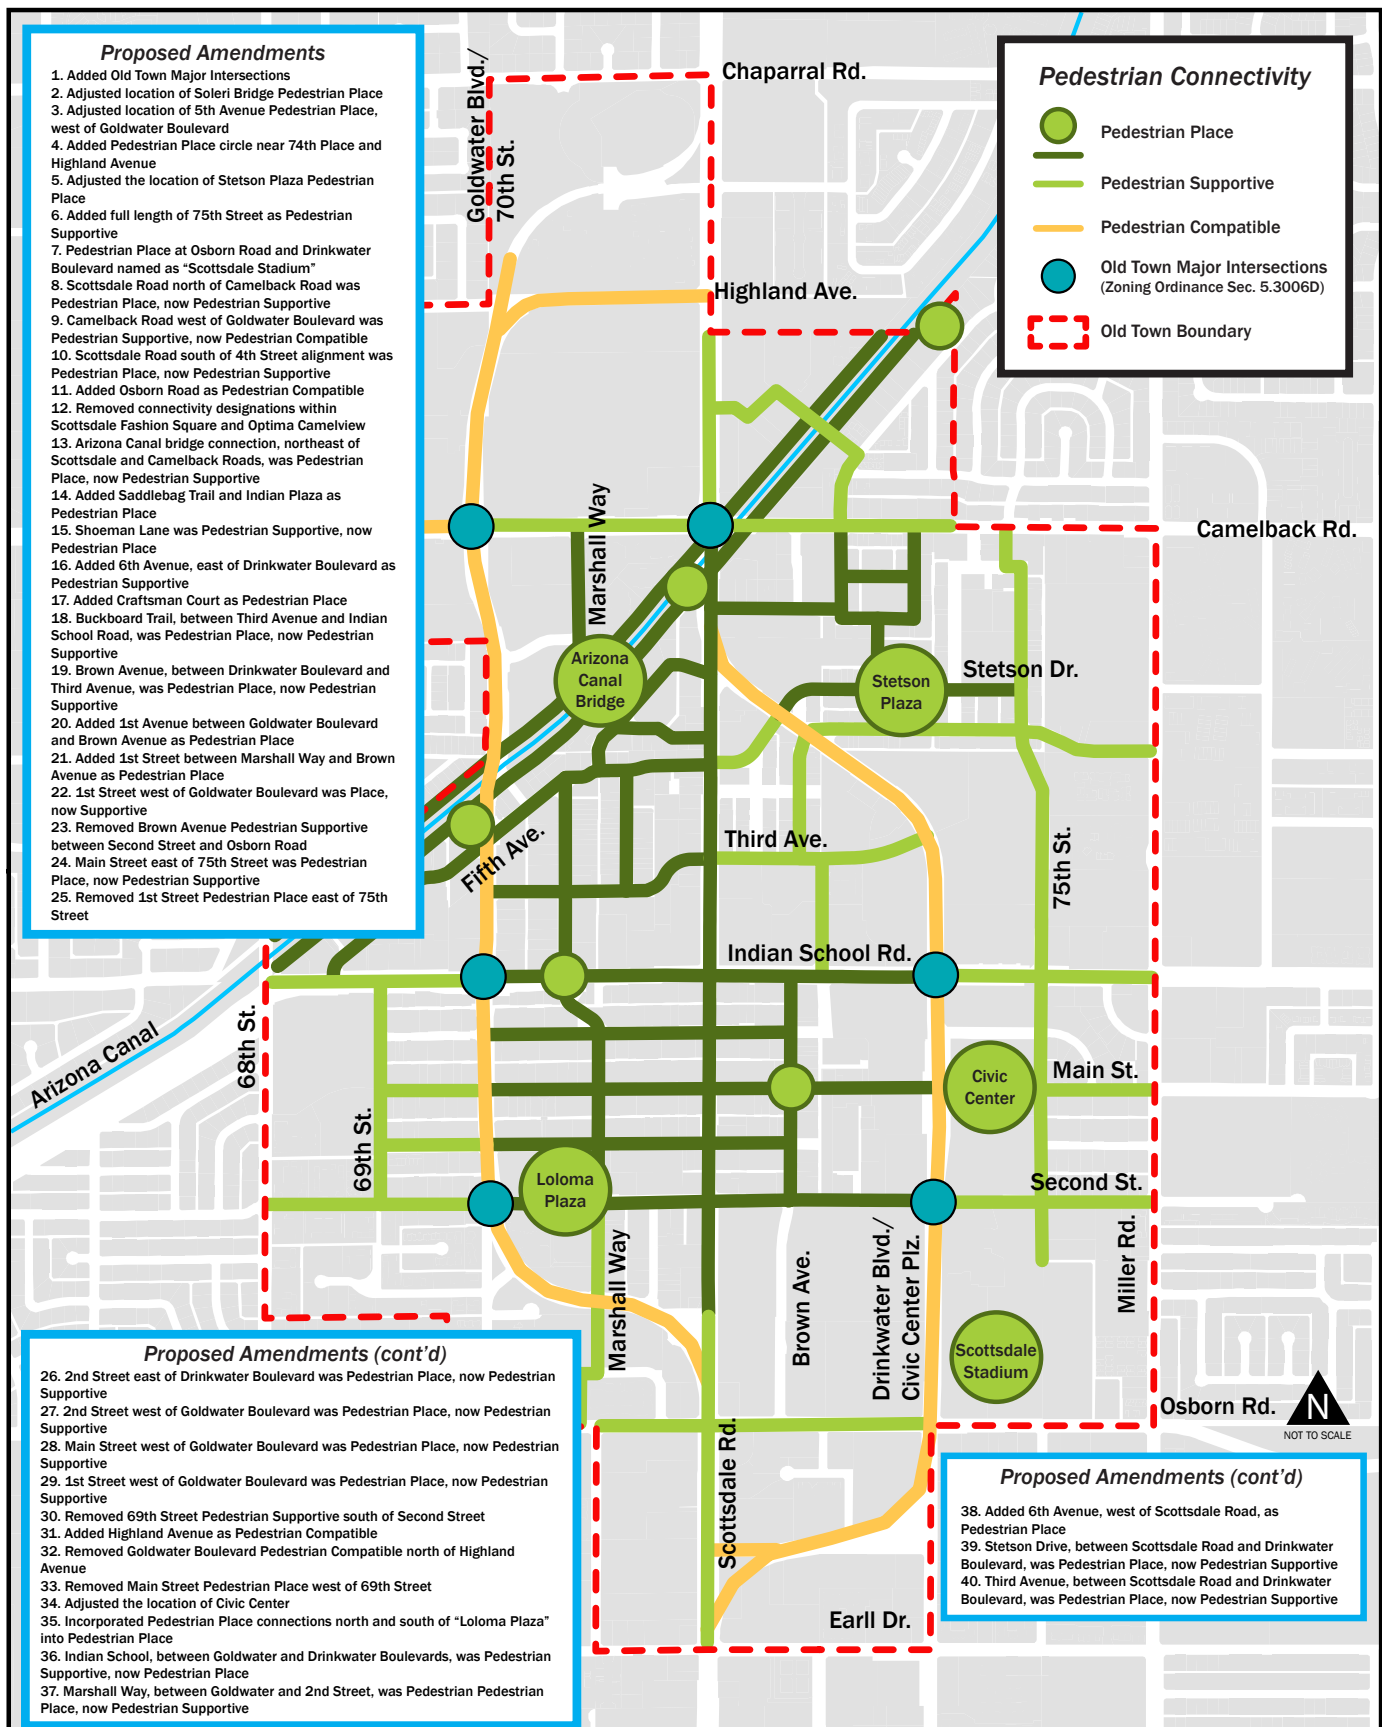 Proposed Amendments
1. Added Old Town Major Intersections
2. Adjusted location of Soleri Bridge Pedestrian Place
3. Adjusted location of 5th Avenue Pedestrian Place,
west of Goldwater Boulevard
4. Added Pedestrian Place circle near 74th Place and
Highland Avenue
5. Adjusted the location of Stetson Plaza Pedestrian
Place
6. Added full length of 75th Street as Pedestrian
Supportive
7. Pedestrian Place at Osborn Road and Drinkwater
Boulevard named as “Scottsdale Stadium”
8. Scottsdale Road north of Camelback Road was
Pedestrian Place, now Pedestrian Supportive
9. Camelback Road west of Goldwater Boulevard was
Pedestrian Supportive, now Pedestrian Compatible
10. Scottsdale Road south of 4th Street alignment was
Pedestrian Place, now Pedestrian Supportive
11. Added Osborn Road as Pedestrian Compatible
12. Removed connectivity designations within
Scottsdale Fashion Square and Optima Camelview
13. Arizona Canal bridge connection, northeast of
Scottsdale and Camelback Roads, was Pedestrian
Place, now Pedestrian Supportive
14. Added Saddlebag Trail and Indian Plaza as
Pedestrian Place
15. Shoeman Lane was Pedestrian Supportive, now
Pedestrian Place
16. Added 6th Avenue, east of Drinkwater Boulevard as
Pedestrian Supportive
17. Added Craftsman Court as Pedestrian Place
18. Buckboard Trail, between Third Avenue and Indian
School Road, was Pedestrian Place, now Pedestrian
Supportive
19. Brown Avenue, between Drinkwater Boulevard and
Third Avenue, was Pedestrian Place, now Pedestrian
Supportive
20. Added 1st Avenue between Goldwater Boulevard
and Brown Avenue as Pedestrian Place
21. Added 1st Street between Marshall Way and Brown
Avenue as Pedestrian Place
22. 1st Street west of Goldwater Boulevard was Place,
now Supportive
23. Removed Brown Avenue Pedestrian Supportive
between Second Street and Osborn Road
24. Main Street east of 75th Street was Pedestrian
Place, now Pedestrian Supportive
25. Removed 1st Street Pedestrian Place east of 75th
Street
Goldwater Blvd./
70th St.
Chaparral Rd.
Pedestrian Connectivity
Pedestrian Place
Pedestrian Supportive
Pedestrian Compatible
Old Town Major Intersections
(Zoning Ordinance Sec. 5.3006D)
Old Town Boundary
Highland Ave.
Camelback Rd.
Marshall Way
Arizona
Canal
Bridge
Stetson
Plaza
Stetson Dr.
Fifth Ave.
Third Ave.
75th St.
Indian School Rd.
Arizona Canal
68th St.
69th St.
Civic
Center
Main St.
Loloma
Plaza
Second St.
Marshall Way
Brown Ave.
Drinkwater Blvd./
Civic Center Plz.
Miller Rd.
Scottsdale
Stadium
Osborn Rd.
N
NOT TO SCALE
Scottsdale Rd.
Earll Dr.
Proposed Amendments (cont’d)
26. 2nd Street east of Drinkwater Boulevard was Pedestrian Place, now Pedestrian
Supportive
27. 2nd Street west of Goldwater Boulevard was Pedestrian Place, now Pedestrian
Supportive
28. Main Street west of Goldwater Boulevard was Pedestrian Place, now Pedestrian
Supportive
29. 1st Street west of Goldwater Boulevard was Pedestrian Place, now Pedestrian
Supportive
30. Removed 69th Street Pedestrian Supportive south of Second Street
31. Added Highland Avenue as Pedestrian Compatible
32. Removed Goldwater Boulevard Pedestrian Compatible north of Highland
Avenue
33. Removed Main Street Pedestrian Place west of 69th Street
34. Adjusted the location of Civic Center
35. Incorporated Pedestrian Place connections north and south of “Loloma Plaza”
into Pedestrian Place
36. Indian School, between Goldwater and Drinkwater Boulevards, was Pedestrian
Supportive, now Pedestrian Place
37. Marshall Way, between Goldwater and 2nd Street, was Pedestrian Pedestrian
Place, now Pedestrian Supportive
Proposed Amendments (cont’d)
38. Added 6th Avenue, west of Scottsdale Road, as
Pedestrian Place
39. Stetson Drive, between Scottsdale Road and Drinkwater
Boulevard, was Pedestrian Place, now Pedestrian Supportive
40. Third Avenue, between Scottsdale Road and Drinkwater
Boulevard, was Pedestrian Place, now Pedestrian Supportive